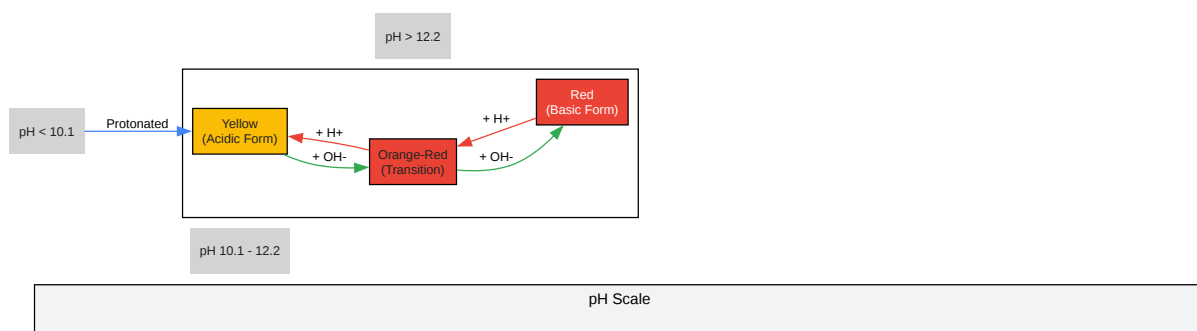 pH > 12.2
Red
(Basic Form)
pH < 10.1
Protonated
Yellow
(Acidic Form)
+ H+
+ OH-
Orange-Red
(Transition)
+ H+
+ OH-
pH 10.1 - 12.2
pH Scale